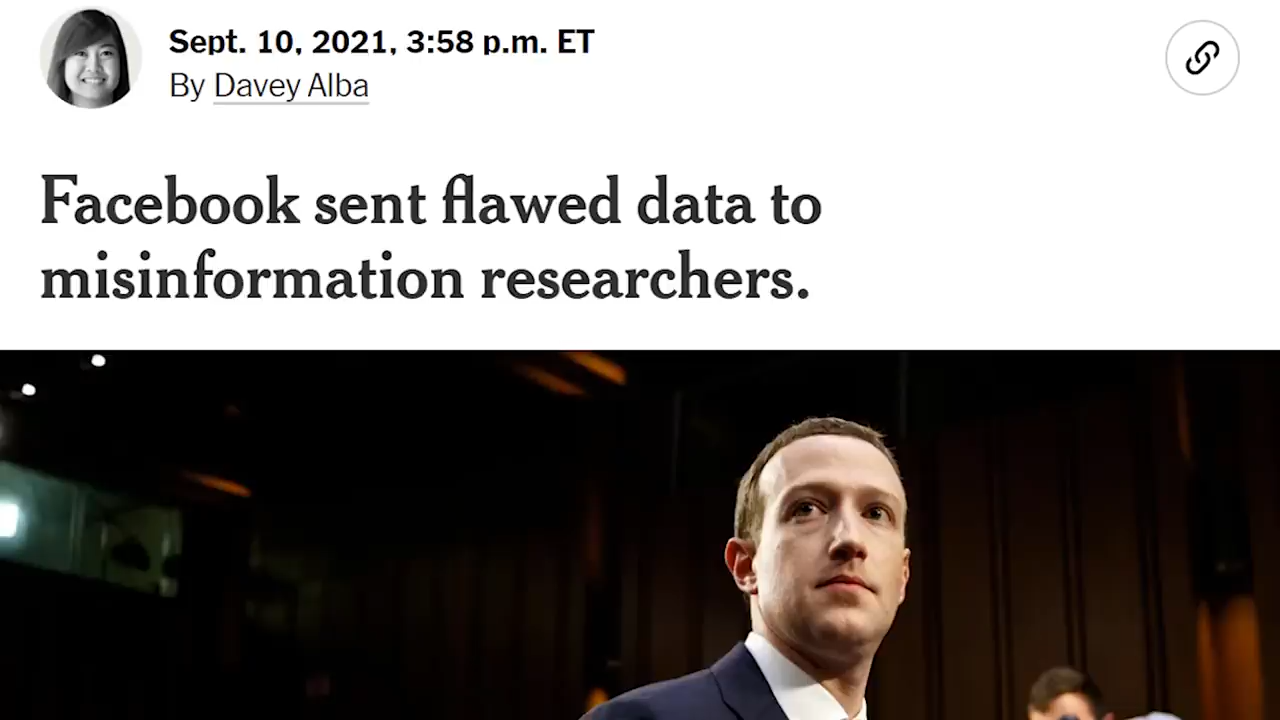 Sept. 10, 2021, 3:58 p.m. ET
By Davey Alba
Facebook sent flawed data to
misinformation researchers.